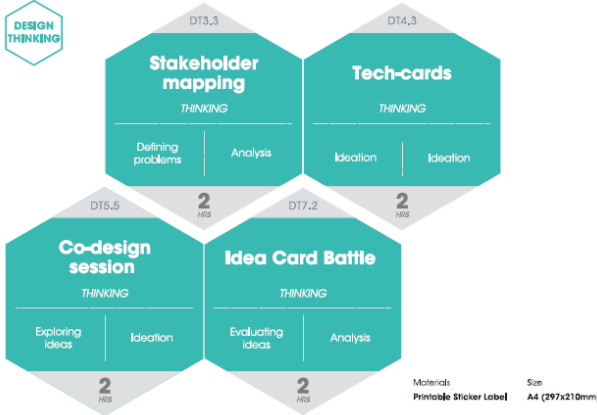 DESIGN
THINKING
DT3.3
Stakeholder
mapping
THINKING
Defining
problems
Analysis
2
HRS
DT4.3
Tech-cards
THINKING
Ideation
Ideation
2
HRS
DT5.5
Co-design
session
THINKING
Exploring
ideas
Ideation
2
HRS
DT7.2
Idea Card Battle
THINKING
Evaluating
ideas
Analysis
2
HRS
Materials
Printable Sticker Label
Size
A4 (297x210mm)